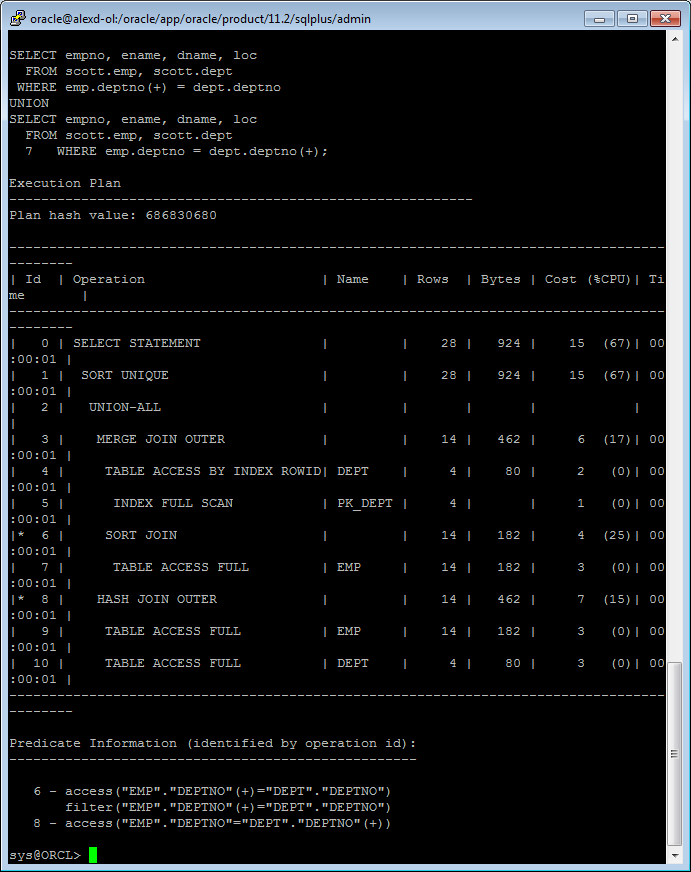 oracle@alexd-ol:/oracle/app/oracle/product/11.2/sqlplus/admin
SELECT empno, ename, dname, loc
  FROM scott.emp, scott.dept
 WHERE emp.deptno(+) = dept.deptno
UNION
SELECT empno, ename, dname, loc
  FROM scott.emp, scott.dept
  7   WHERE emp.deptno = dept.deptno(+);
Execution Plan
----------------------------------------------------------
Plan hash value: 686830680
----------------------------------------------------------------------------------
--------
| Id  | Operation                      | Name    | Rows  | Bytes | Cost (%CPU)| Ti
me       |
----------------------------------------------------------------------------------
--------
|   0 | SELECT STATEMENT               |         |    28 |   924 |    15  (67)| 00
:00:01 |
|   1 |  SORT UNIQUE                   |         |    28 |   924 |    15  (67)| 00
:00:01 |
|   2 |   UNION-ALL                    |         |       |       |            |
|
|   3 |    MERGE JOIN OUTER            |         |    14 |   462 |     6  (17)| 00
:00:01 |
|   4 |     TABLE ACCESS BY INDEX ROWID| DEPT    |     4 |    80 |     2   (0)| 00
:00:01 |
|   5 |      INDEX FULL SCAN           | PK_DEPT |     4 |       |     1   (0)| 00
:00:01 |
|*  6 |     SORT JOIN                  |         |    14 |   182 |     4  (25)| 00
:00:01 |
|   7 |      TABLE ACCESS FULL         | EMP     |    14 |   182 |     3   (0)| 00
:00:01 |
|*  8 |    HASH JOIN OUTER             |         |    14 |   462 |     7  (15)| 00
:00:01 |
|   9 |     TABLE ACCESS FULL          | EMP     |    14 |   182 |     3   (0)| 00
:00:01 |
|  10 |     TABLE ACCESS FULL          | DEPT    |     4 |    80 |     3   (0)| 00
:00:01 |
----------------------------------------------------------------------------------
--------
Predicate Information (identified by operation id):
---------------------------------------------------
   6 - access("EMP"."DEPTNO"(+)="DEPT"."DEPTNO")
       filter("EMP"."DEPTNO"(+)="DEPT"."DEPTNO")
   8 - access("EMP"."DEPTNO"="DEPT"."DEPTNO"(+))
sys@ORCL>